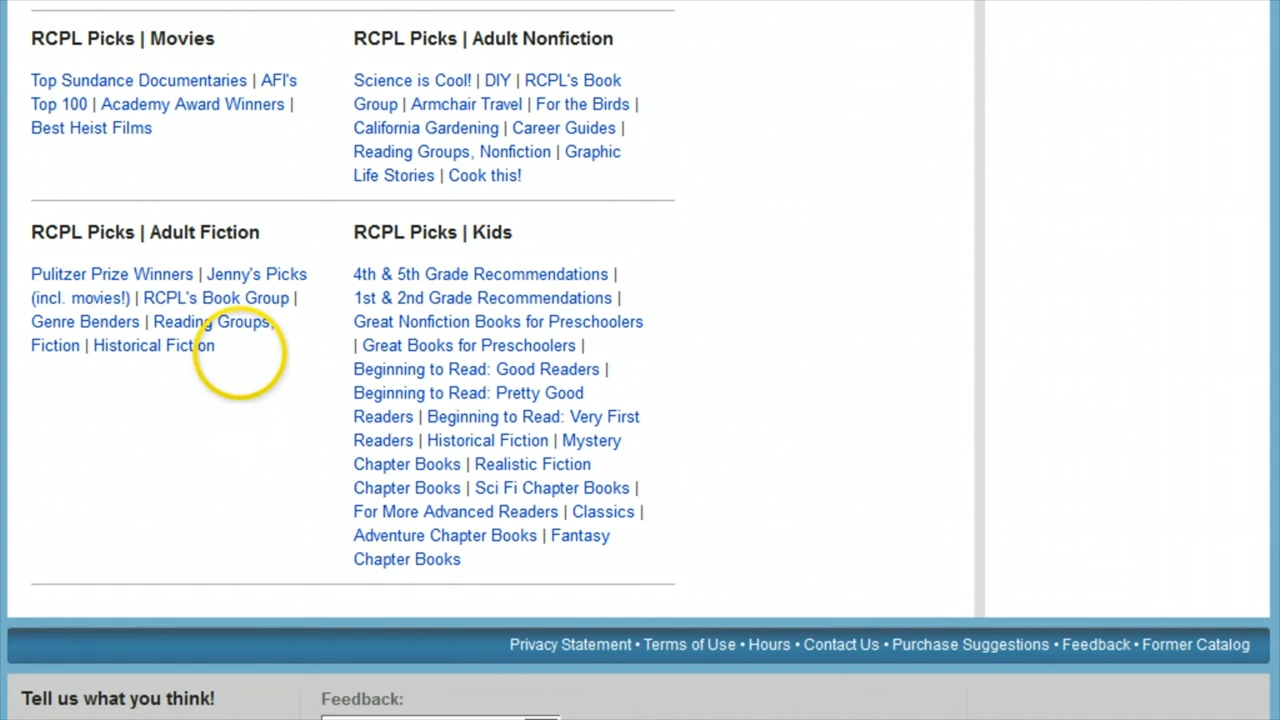 RCPL Picks | Movies
Top Sundance Documentaries | AFI's
Top 100 | Academy Award Winners |
Best Heist Films
RCPL Picks | Adult Nonfiction
Science is Cool! | DIY | RCPL's Book
Group | Armchair Travel | For the Birds |
California Gardening | Career Guides |
Reading Groups, Nonfiction | Graphic
Life Stories | Cook this!
RCPL Picks | Adult Fiction
Pulitzer Prize Winners | Jenny's Picks
(incl. movies!) | RCPL's Book Group |
Genre Benders | Reading Groups,
Fiction | Historical Fiction
RCPL Picks | Kids
4th & 5th Grade Recommendations |
1st & 2nd Grade Recommendations |
Great Nonfiction Books for Preschoolers
| Great Books for Preschoolers |
Beginning to Read: Good Readers |
Beginning to Read: Pretty Good
Readers | Beginning to Read: Very First
Readers | Historical Fiction | Mystery
Chapter Books | Realistic Fiction
Chapter Books | Sci Fi Chapter Books |
For More Advanced Readers | Classics |
Adventure Chapter Books | Fantasy
Chapter Books
Privacy Statement • Terms of Use • Hours • Contact Us • Purchase Suggestions • Feedback • Former Catalog
Tell us what you think!
Feedback: